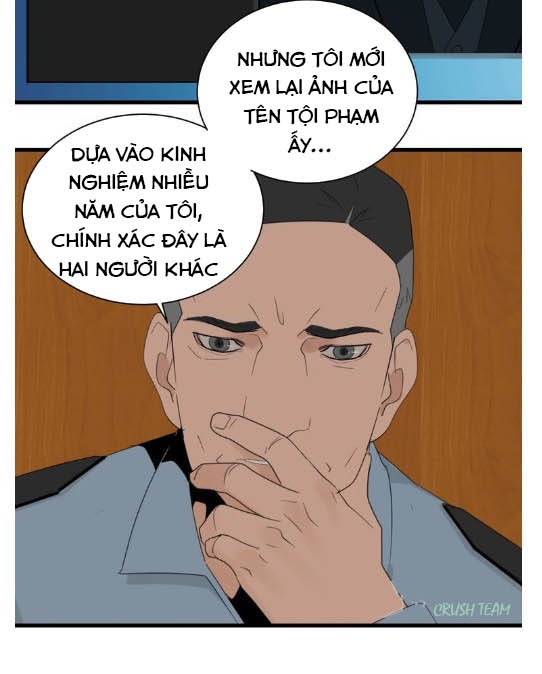 NHƯNG TÔI MỚI
XEM LẠI ẢNH CỦA
TÊN TỘI PHẠM
ẤY...
DỰA VÀO KINH
NGHIỆM NHIỀU
NĂM CỦA TÔI,
CHÍNH XÁC ĐÂY LÀ
HAI NGƯỜI KHÁC
CRUSH TEAM